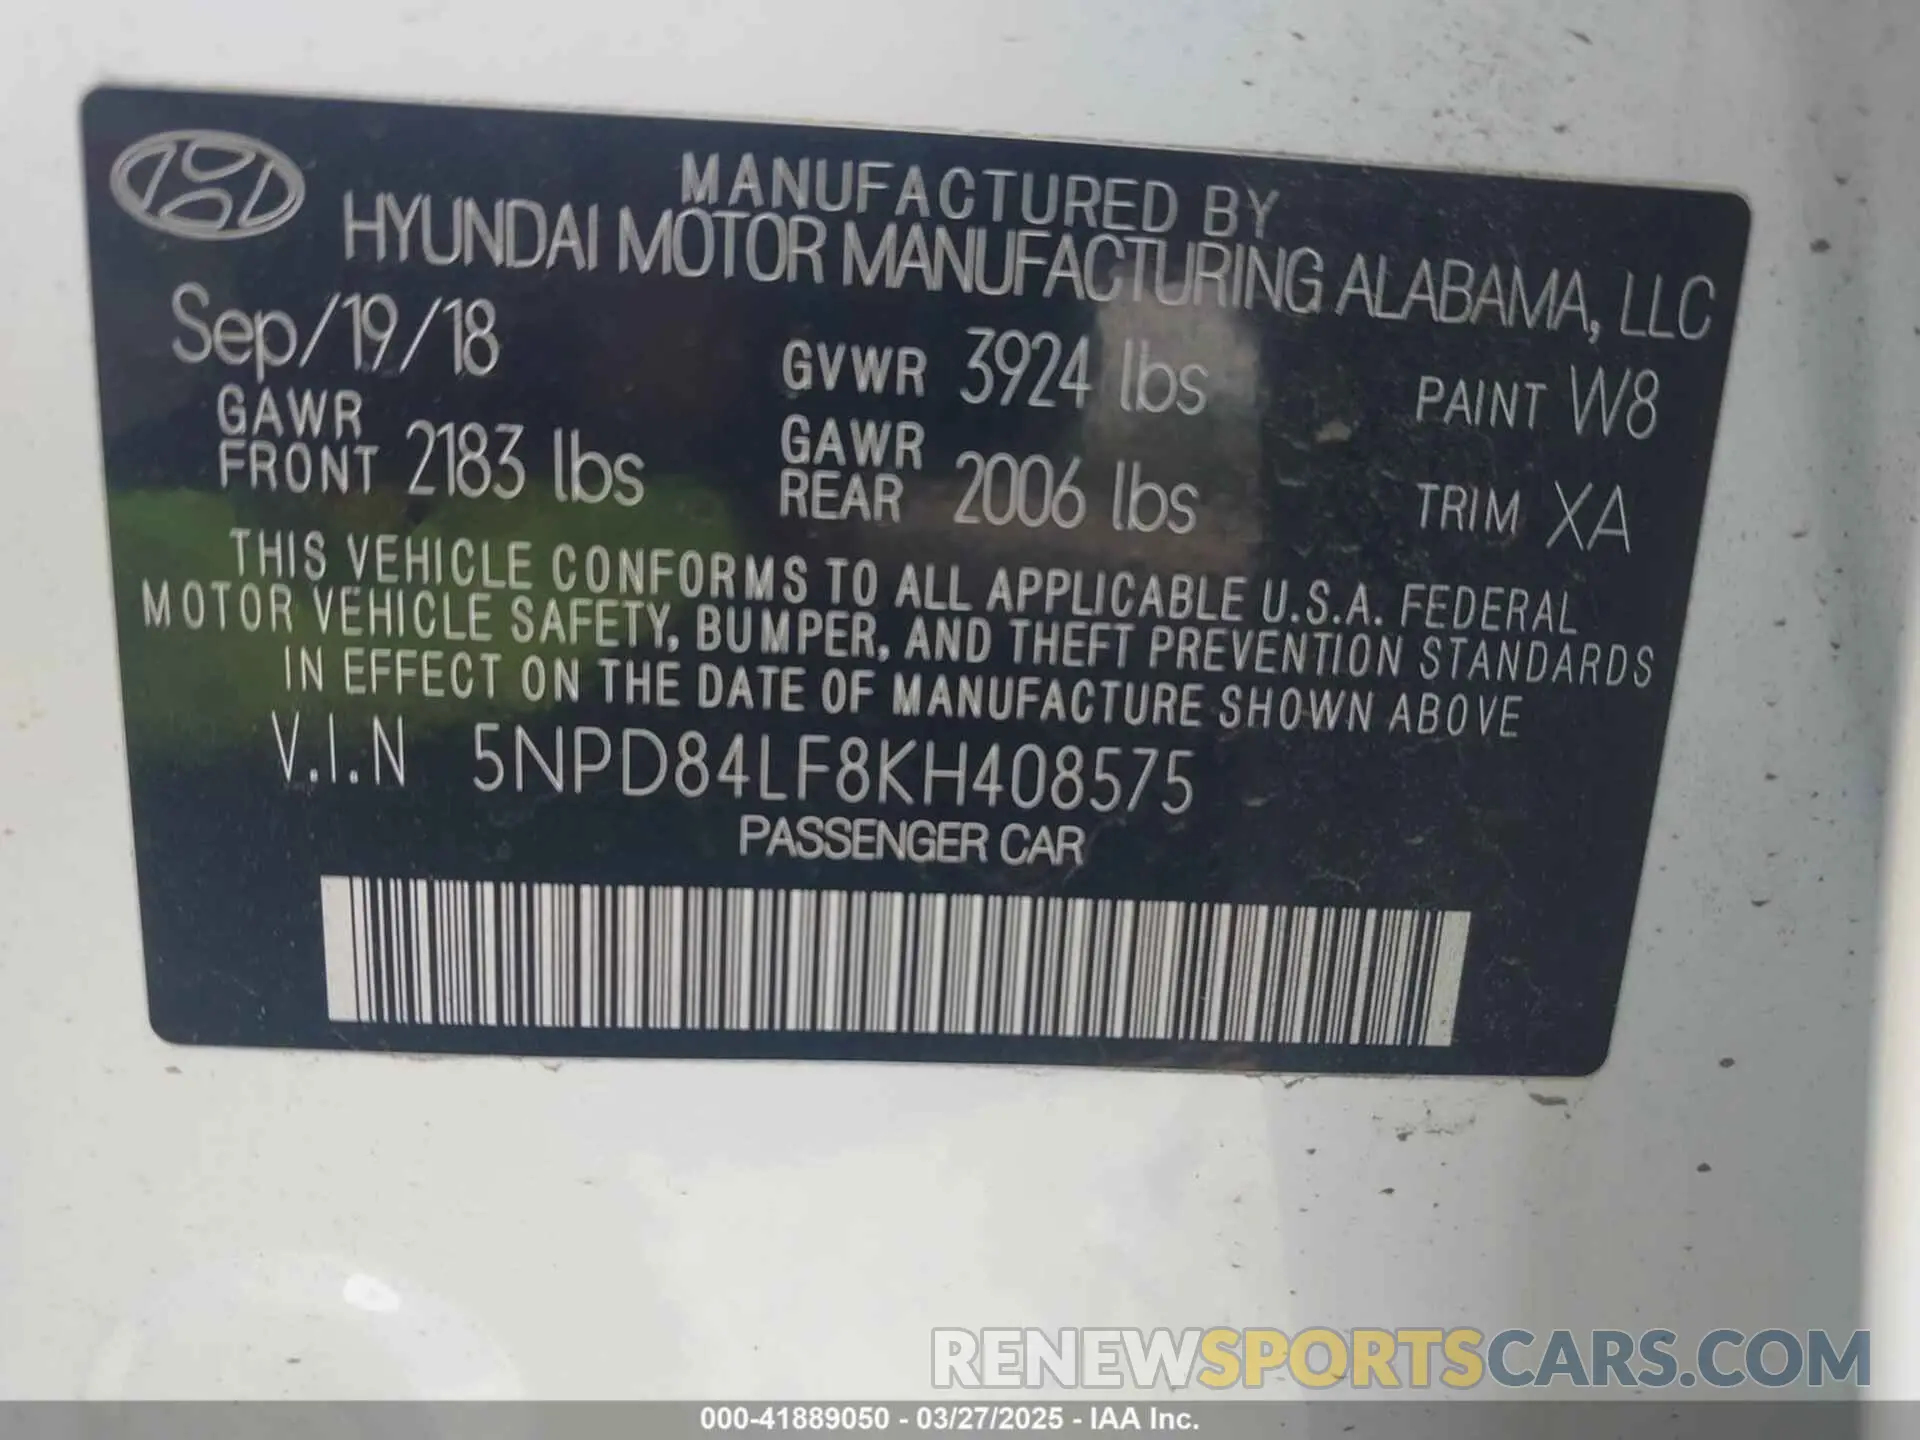 MANUFACTURED BY
HYUNDAI MOTOR MANUFACTURING ALABAMA, LLC
Sep/19/18
GVWR 3924 lbs
PAINT W8
GAWR
FRONT 2183 lbs
GAWR
REAR 2006 lbs
TRIM XA
THIS VEHICLE CONFORMS TO ALL APPLICABLE U.S.A. FEDERAL
MOTOR VEHICLE SAFETY, BUMPER, AND THEFT PREVENTION STANDARDS
IN EFFECT ON THE DATE OF MANUFACTURE SHOWN ABOVE
V.I.N 5NPD84LF8KH408575
PASSENGER CAR
RENEWSPORTSCARS.COM
000-41889050 - 03/27/2025 - IAA Inc.